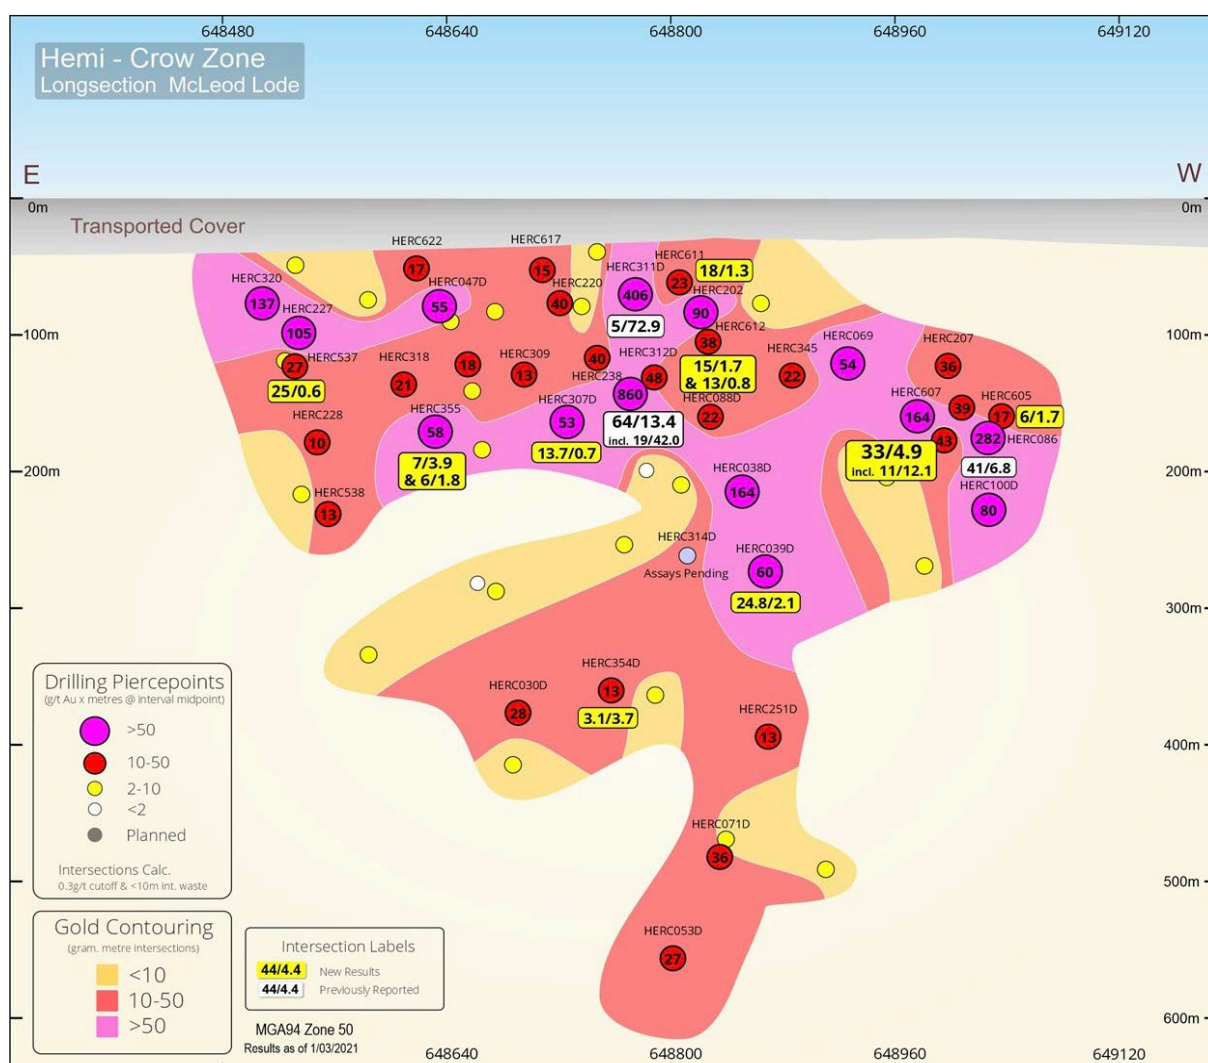 648480 648640 648800 648960 649120
Hemi - Crow Zone
Longsection McLeod Lode
E W
0m 0m
Transported Cover
HERC622 HERC617
HERC611
18/1.3
HERC320 HERC047D HERC220 HERC311D HERC202
17 15 23
137 55 40 406 90
HERC227 5/72.9 HERC612
100m 105 38 HERC069 HERC207 100m
HERC537 HERC318 HERC309 HERC312D HERC345
27 18 40 54 36
25/0.6 21 13 HERC238 48 15/1.7 22
& 13/0.8
860 HERC607 HERC605
HERC228 HERC355 HERC307D HERC088D
10 58 53 64/13.4 22 164 39 17 6/1.7
incl. 19/42.0
7/3.9 13.7/0.7 33/4.9 43 282 HERC086
& 6/1.8 incl. 11/12.1
200m HERC038D 41/6.8 200m
HERC538 164 HERC100D
13 80
HERC314D
Assays Pending
HERC039D
60
24.8/2.1
300m
HERC354D
HERC030D 13
28 3.1/3.7
HERC251D
13
400m
HERC071D
36
500m
HERC053D
27
600m
Drilling Piercepoints
(g/t Au x metres @ interval midpoint)
>50
10-50
2-10
<2
Planned
Intersections Calc.
0.3g/t cutoff & <10m int. waste
Gold Contouring
(gram. metre intersections)
<10
10-50
>50
Intersection Labels
44/4.4 New Results
44/4.4 Previously Reported
MGA94 Zone 50
Results as of 1/03/2021
648640 648800 648960 649120